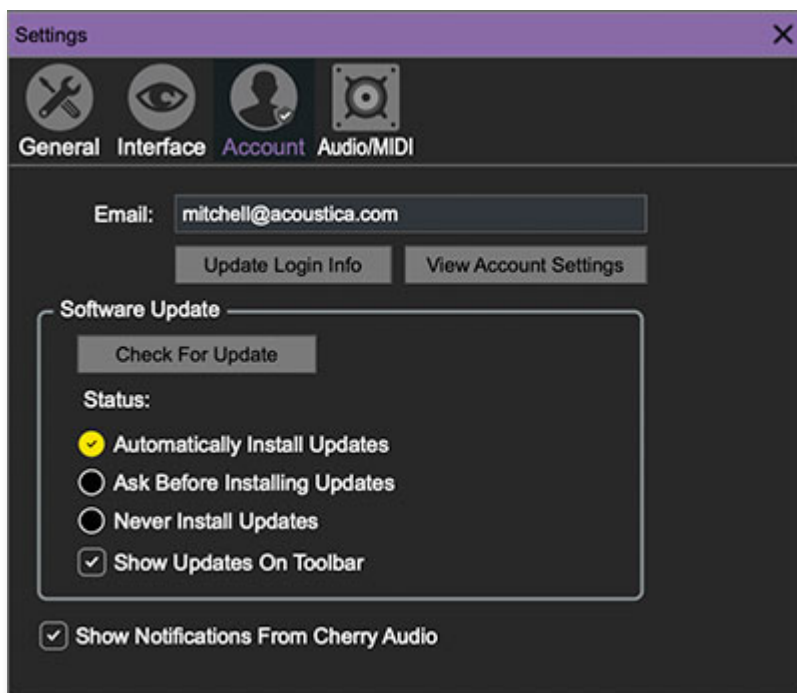 Settings
General Interface Account Audio/MIDI
Email: mitchell@acoustica.com
Update Login Info View Account Settings
Software Update
Check For Update
Status:
Automatically Install Updates
Ask Before Installing Updates
Never Install Updates
Show Updates On Toolbar
Show Notifications From Cherry Audio